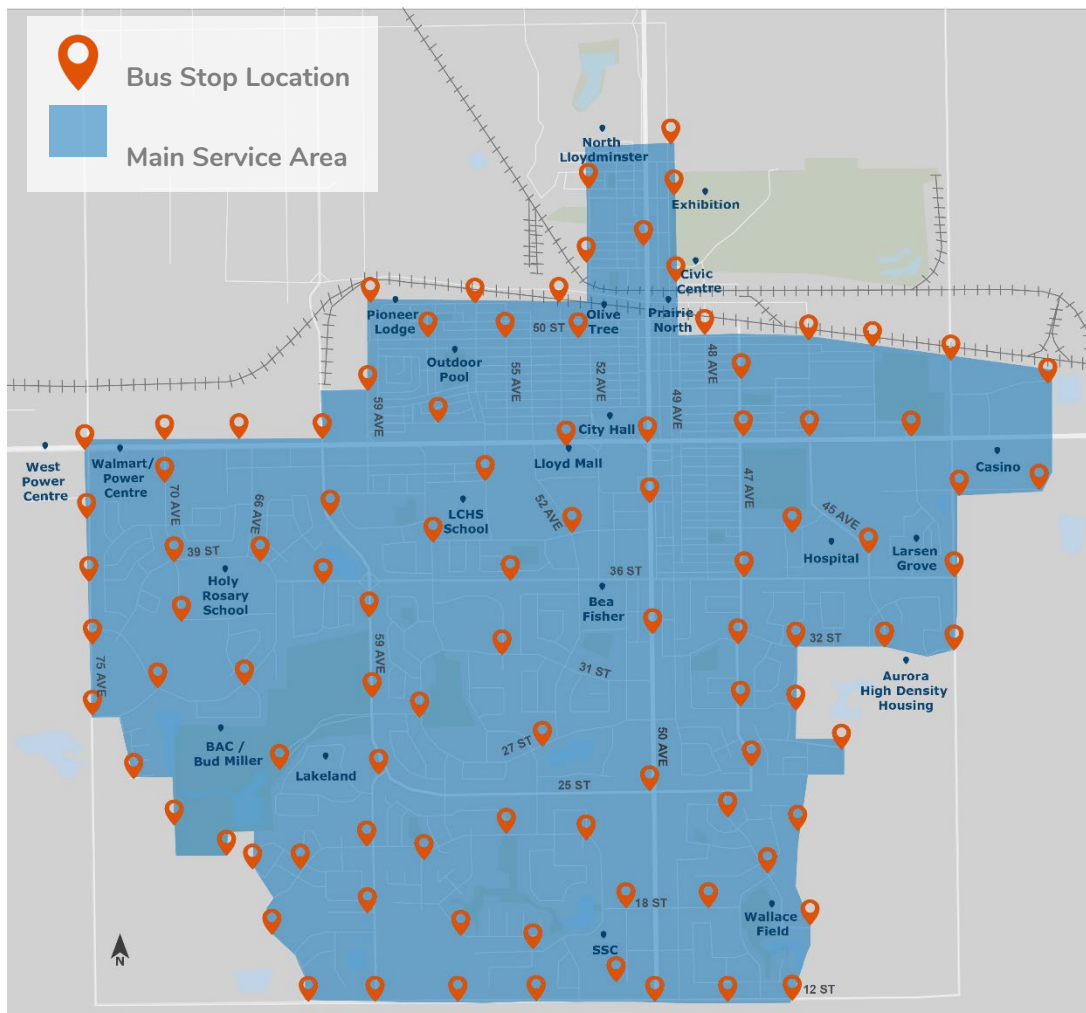 Bus Stop Location
Main Service Area
North
Lloydminster
Exhibition
Civic
Centre
Pioneer
Lodge
Olive
Tree
Prairie
North
50 ST
48 AVE
Outdoor
Pool
55 AVE
52 AVE
59 AVE
49 AVE
City Hall
West
Power
Centre
Walmart/
Power
Centre
Lloyd Mall
Casino
70 AVE
66 AVE
LCHS
School
52 AVE
47 AVE
45 AVE
39 ST
Hospital
Larsen
Grove
Holy
Rosary
School
36 ST
Bea
Fisher
32 ST
59 AVE
31 ST
75 AVE
Aurora
High Density
Housing
BAC /
Bud Miller
Lakeland
27 ST
50 AVE
25 ST
18 ST
Wallace
Field
SSC
N
12 ST